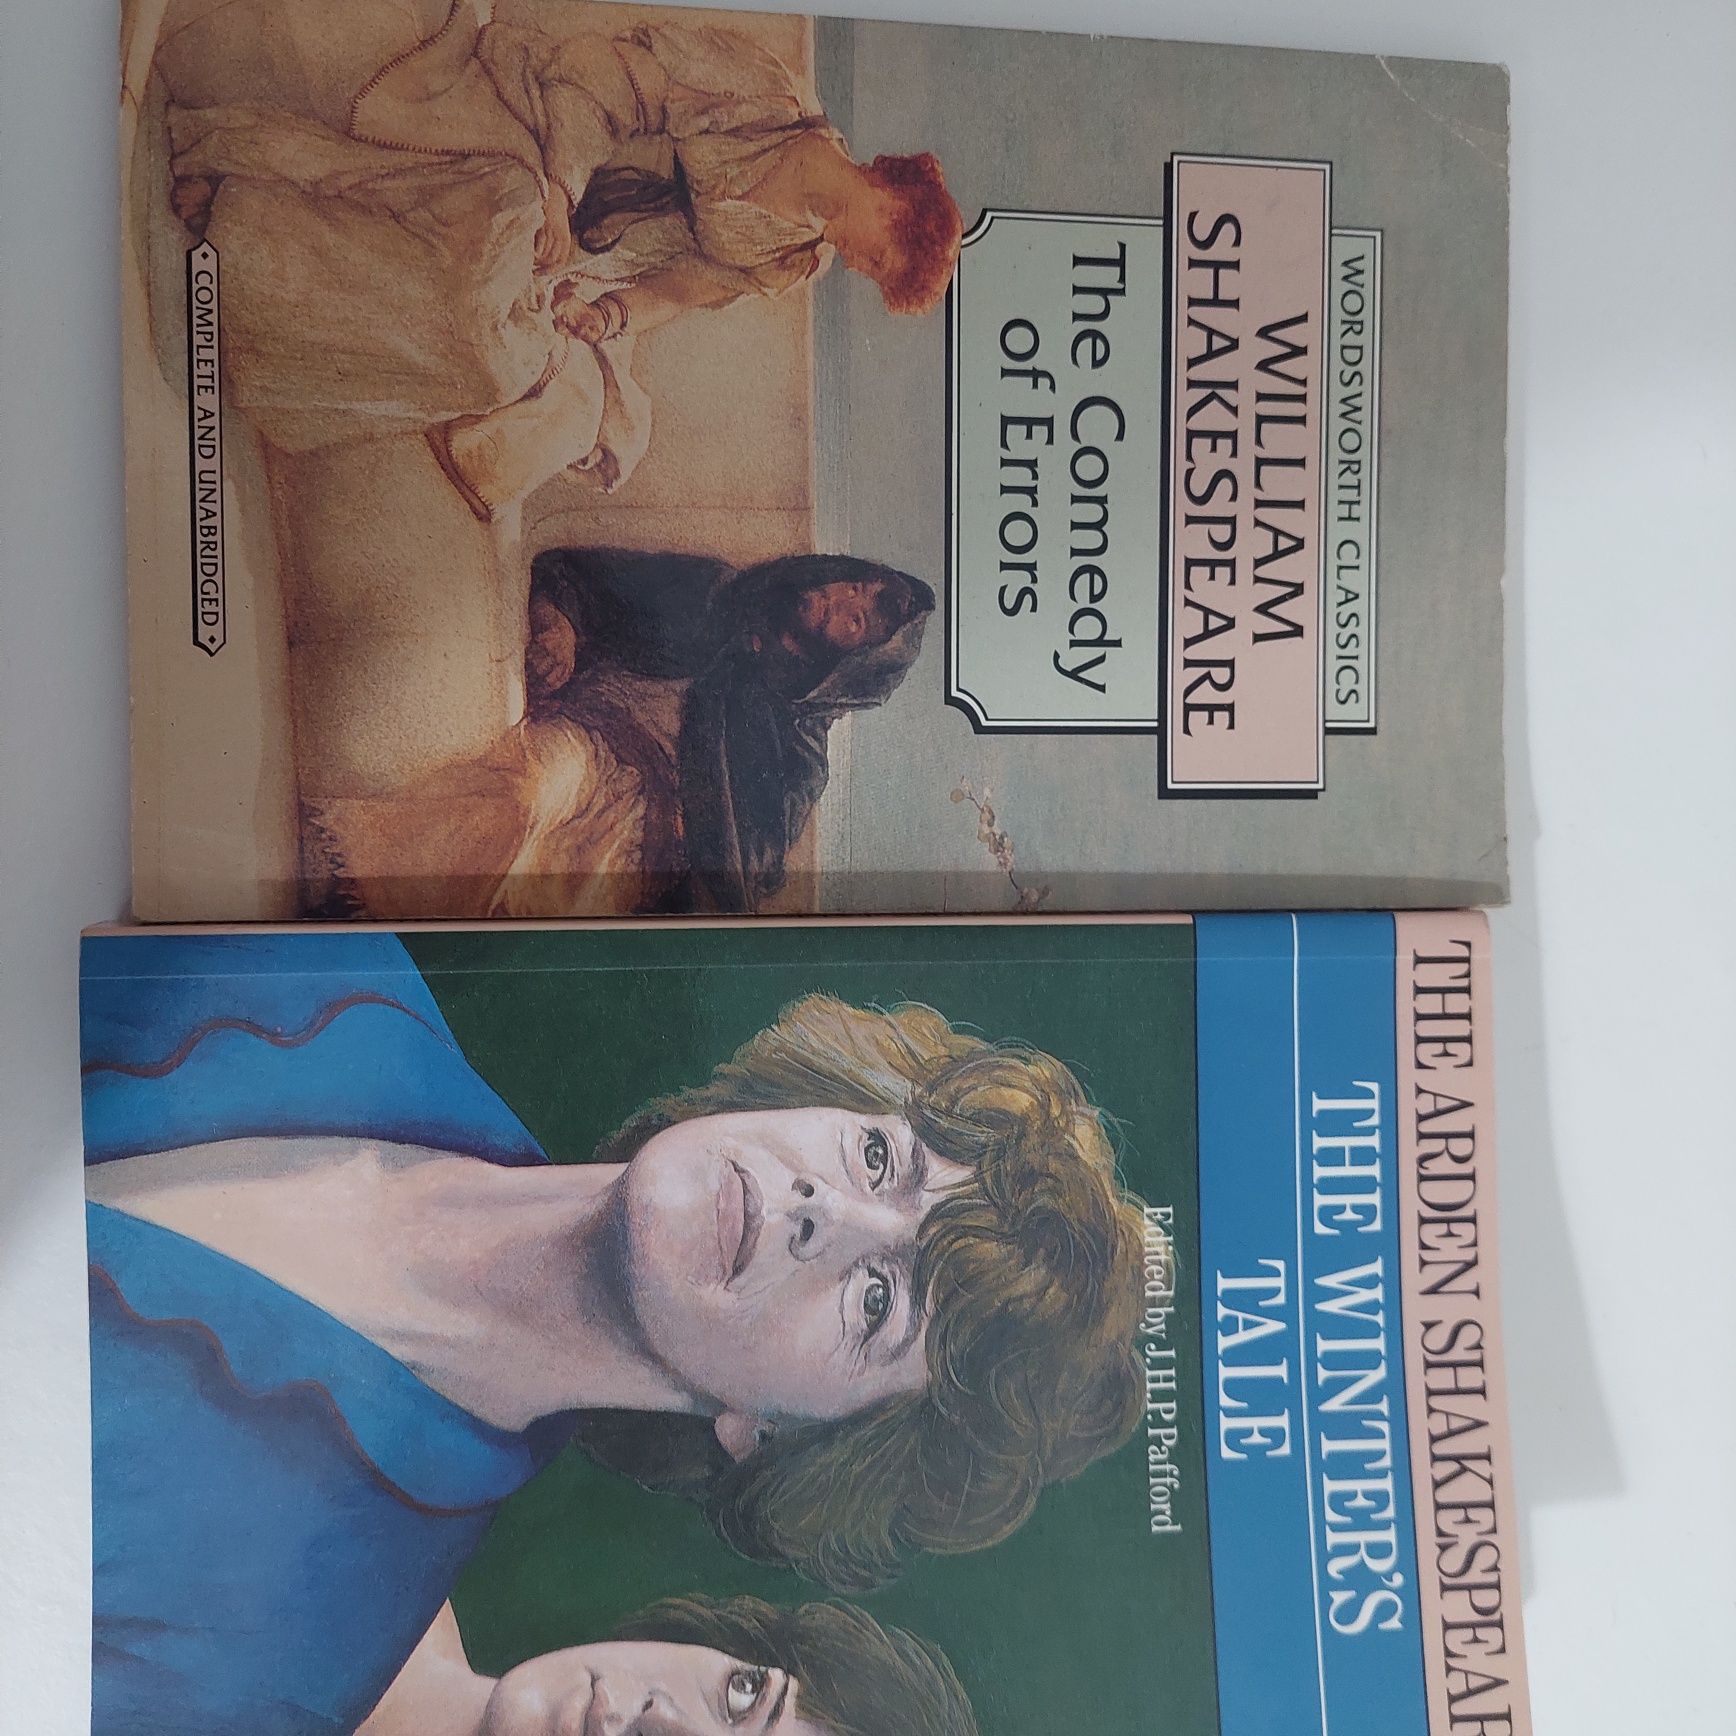 WORDSWORTH CLASSICS
WILLIAM
SHAKESPEARE
The Comedy
of Errors
COMPLETE AND UNABRIDGED
THE ARDEN SHAKESPEAR
THE WINTER'S
TALE
Edited by J.H.P.Pafford